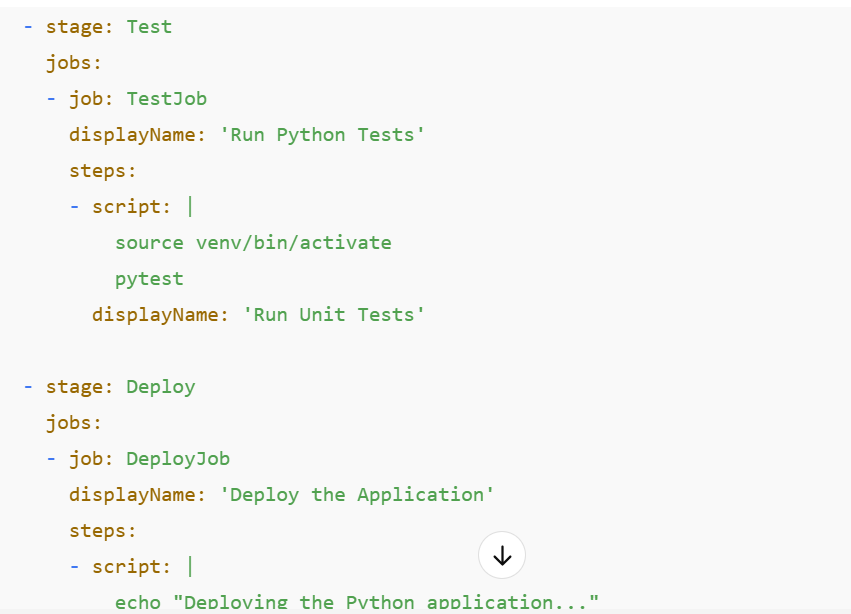 - stage: Test
  jobs:
  - job: TestJob
    displayName: 'Run Python Tests'
    steps:
    - script: |
        source venv/bin/activate
        pytest
      displayName: 'Run Unit Tests'

- stage: Deploy
  jobs:
  - job: DeployJob
    displayName: 'Deploy the Application'
    steps:
    - script: |
        echo "Deploying the Python application..."